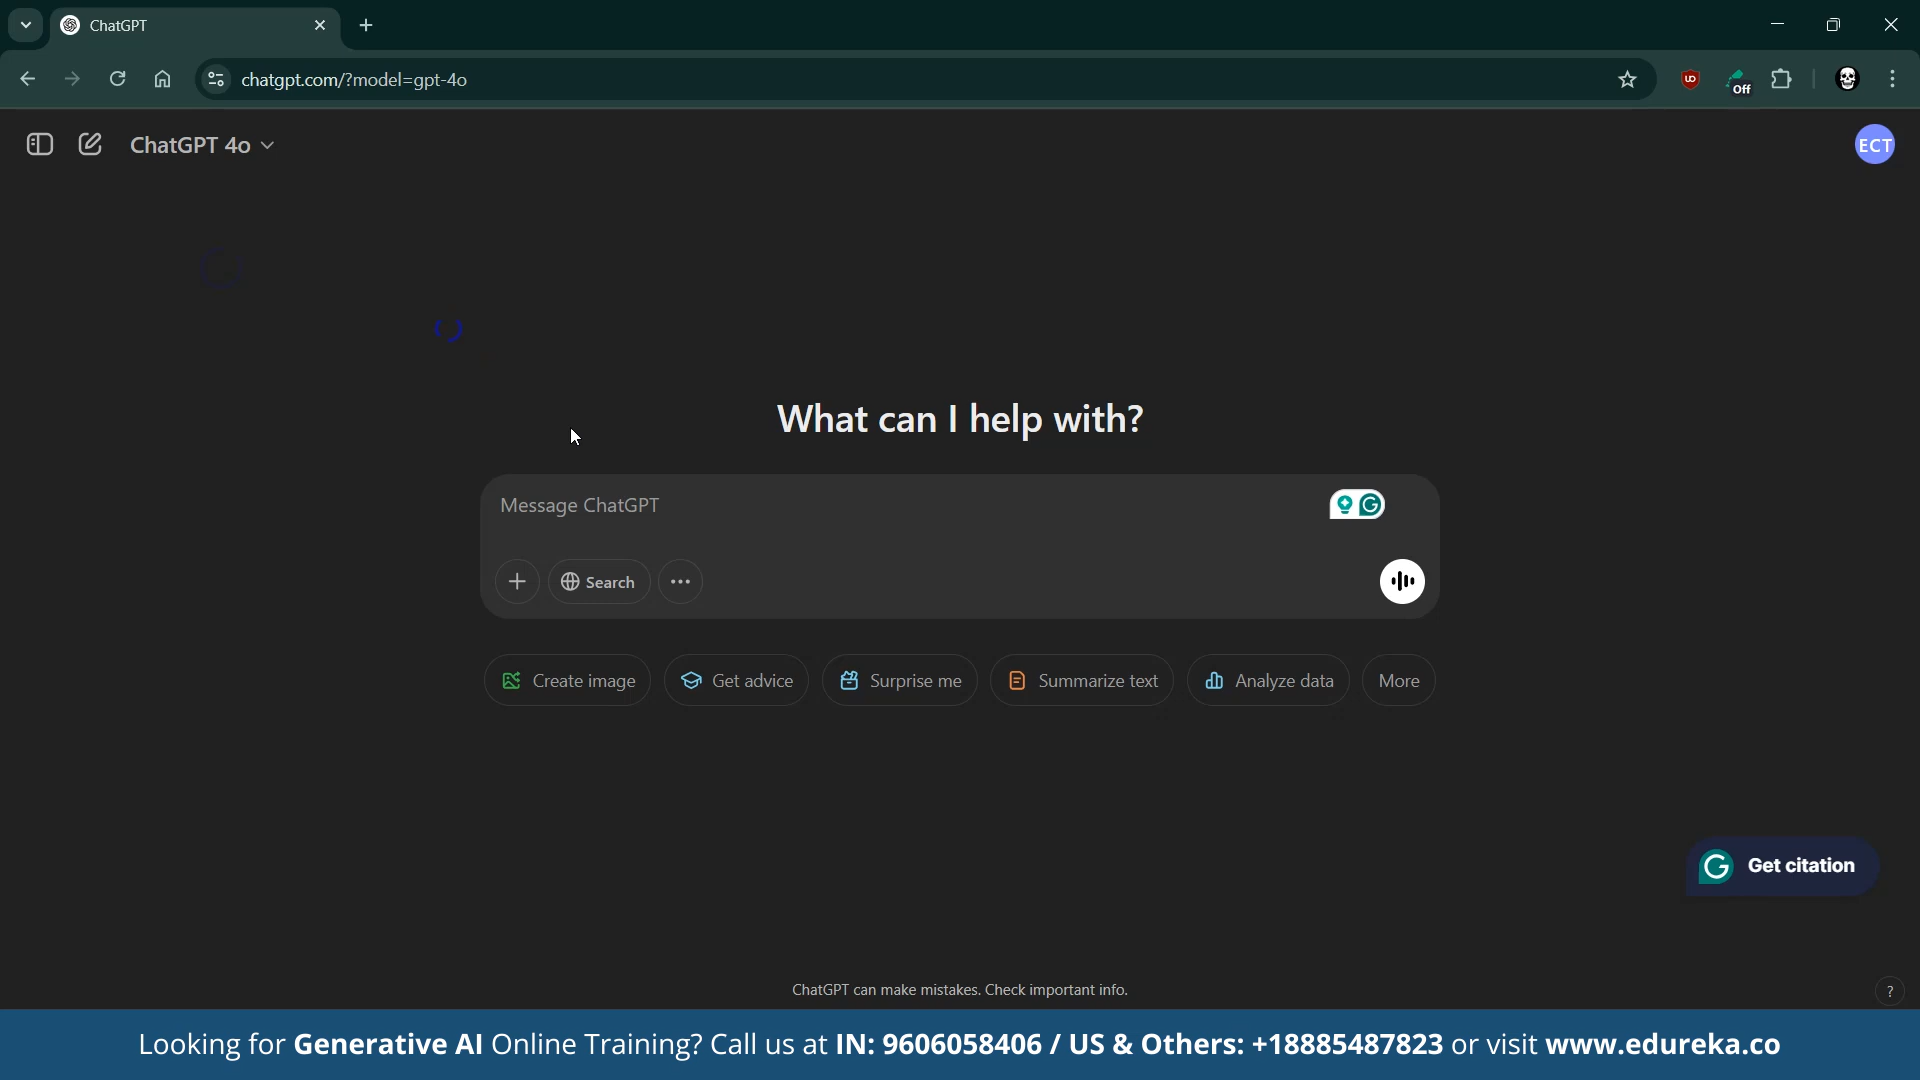 ChatGPT
chatgpt.com/?model=gpt-4o
UD
Off
ChatGPT 4o
ECT
What can I help with?
Message ChatGPT
Search
Create image
Get advice
Surprise me
Summarize text
Analyze data
More
Get citation
ChatGPT can make mistakes. Check important info.
?
Looking for Generative AI Online Training? Call us at IN: 9606058406 / US & Others: +18885487823 or visit www.edureka.co